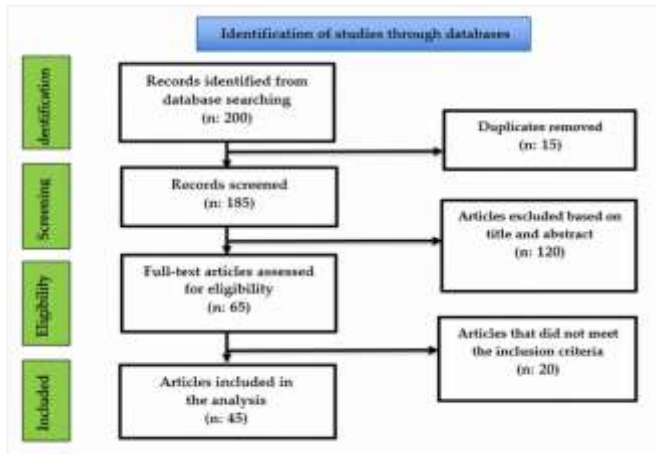 Identification of studies through databases
dentification
Records identified from
database searching
(n: 200)
Duplicates removed
(n: 15)
Screening
Records screened
(n: 185)
Articles excluded based on
title and abstract
(n: 120)
Eligibility
Full-text articles assessed
for eligibility
(n: 65)
Articles that did not meet
the inclusion criteria
(n: 20)
Included
Articles included in
the analysis
(n: 45)